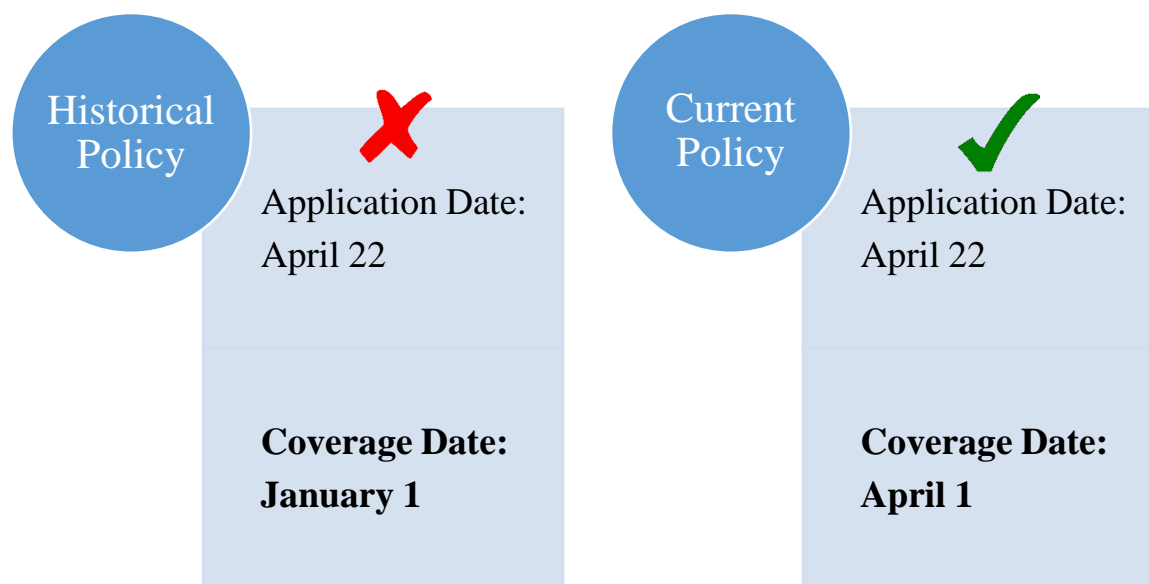 Historical
Policy
Application Date:
April 22
Coverage Date:
January 1
Current
Policy
Application Date:
April 22
Coverage Date:
April 1